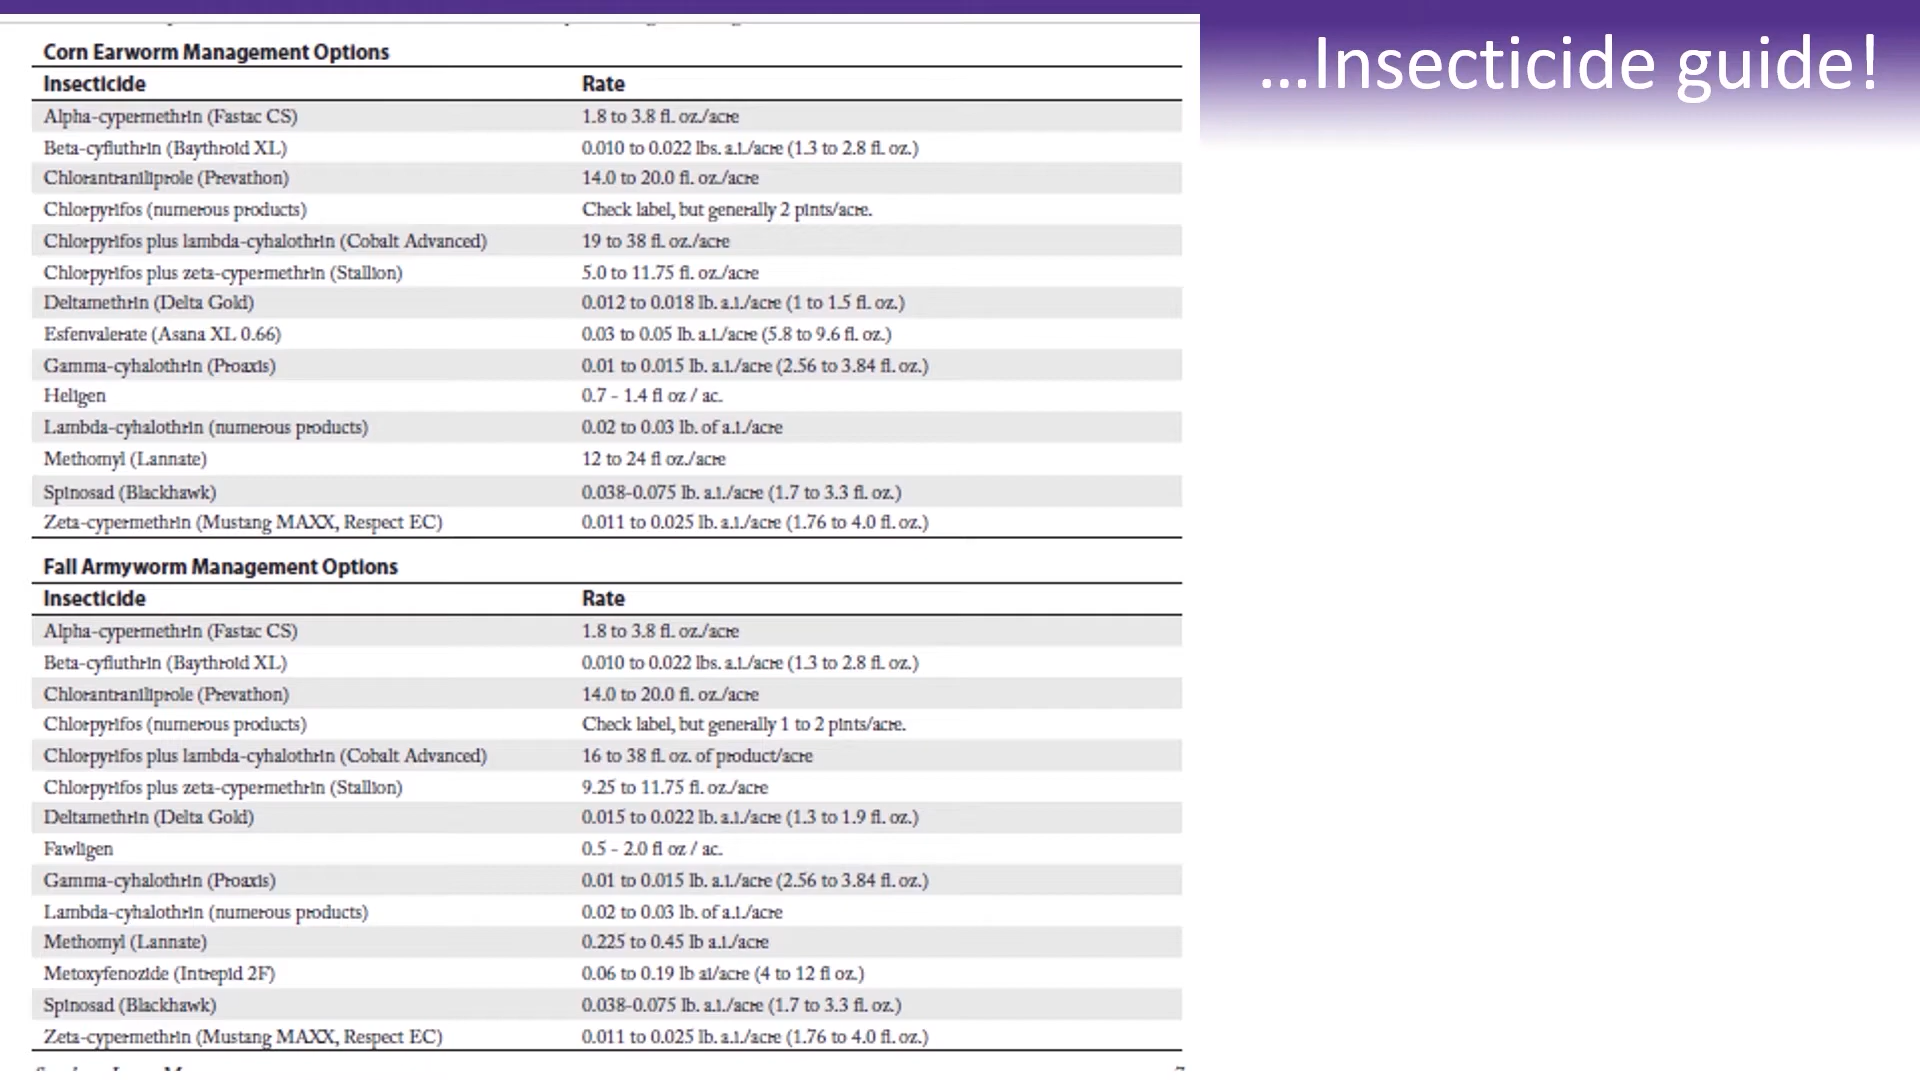 ...Insecticide guide!
Corn Earworm Management Options
Insecticide Rate
Alpha-cypermethrin (Fastac CS) 1.8 to 3.8 fl. oz./acre
Beta-cyfluthrin (Baythroid XL) 0.010 to 0.022 lbs. a.i./acre (1.3 to 2.8 fl. oz.)
Chlorantraniliprole (Prevathon) 14.0 to 20.0 fl. oz./acre
Chlorpyrifos (numerous products) Check label, but generally 2 pints/acre.
Chlorpyrifos plus lambda-cyhalothrin (Cobalt Advanced) 19 to 38 fl. oz./acre
Chlorpyrifos plus zeta-cypermethrin (Stallion) 5.0 to 11.75 fl. oz./acre
Deltamethrin (Delta Gold) 0.012 to 0.018 lb. a.i./acre (1 to 1.5 fl. oz.)
Esfenvalerate (Asana XL 0.66) 0.03 to 0.05 lb. a.i./acre (5.8 to 9.6 fl. oz.)
Gamma-cyhalothrin (Proaxis) 0.01 to 0.015 lb. a.i./acre (2.56 to 3.84 fl. oz.)
Heligen 0.7 - 1.4 fl oz / ac.
Lambda-cyhalothrin (numerous products) 0.02 to 0.03 lb. of a.i./acre
Methomyl (Lannate) 12 to 24 fl oz./acre
Spinosad (Blackhawk) 0.038-0.075 lb. a.i./acre (1.7 to 3.3 fl. oz.)
Zeta-cypermethrin (Mustang MAXX, Respect EC) 0.011 to 0.025 lb. a.i./acre (1.76 to 4.0 fl. oz.)
Fall Armyworm Management Options
Insecticide Rate
Alpha-cypermethrin (Fastac CS) 1.8 to 3.8 fl. oz./acre
Beta-cyfluthrin (Baythroid XL) 0.010 to 0.022 lbs. a.i./acre (1.3 to 2.8 fl. oz.)
Chlorantraniliprole (Prevathon) 14.0 to 20.0 fl. oz./acre
Chlorpyrifos (numerous products) Check label, but generally 1 to 2 pints/acre.
Chlorpyrifos plus lambda-cyhalothrin (Cobalt Advanced) 16 to 38 fl. oz. of product/acre
Chlorpyrifos plus zeta-cypermethrin (Stallion) 9.25 to 11.75 fl. oz./acre
Deltamethrin (Delta Gold) 0.015 to 0.022 lb. a.i./acre (1.3 to 1.9 fl. oz.)
Fawligen 0.5 - 2.0 fl oz / ac.
Gamma-cyhalothrin (Proaxis) 0.01 to 0.015 lb. a.i./acre (2.56 to 3.84 fl. oz.)
Lambda-cyhalothrin (numerous products) 0.02 to 0.03 lb. of a.i./acre
Methomyl (Lannate) 0.225 to 0.45 lb a.i./acre
Metoxyfenozide (Intrepid 2F) 0.06 to 0.19 lb ai/acre (4 to 12 fl oz.)
Spinosad (Blackhawk) 0.038-0.075 lb. a.i./acre (1.7 to 3.3 fl. oz.)
Zeta-cypermethrin (Mustang MAXX, Respect EC) 0.011 to 0.025 lb. a.i./acre (1.76 to 4.0 fl. oz.)